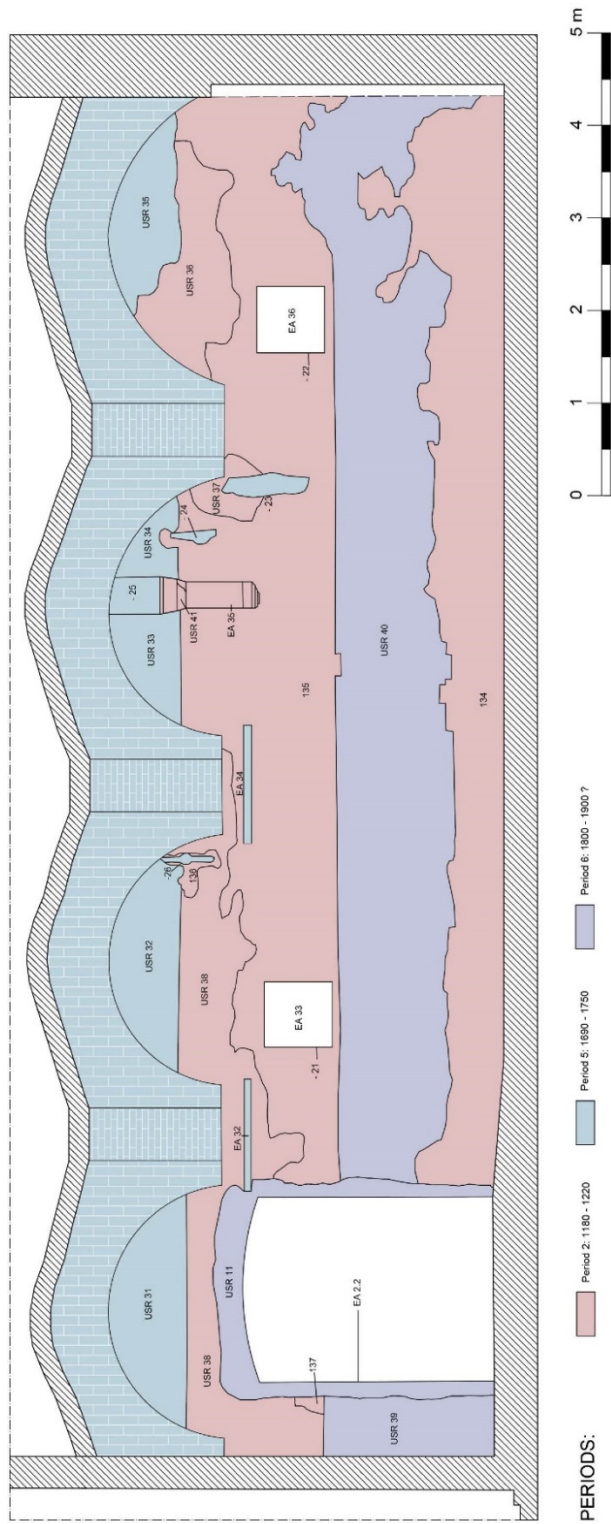 USR 31
USR 32
USR 33
- 25
USR 34
USR 35
-26
136
- 24
USR 41
USR 38
USR 38
USR 36
USR 37
EA 32
EA 34
EA 35
- 23
USR 11
EA 33
EA 36
- 21
- 22
135
EA 2.2
137
USR 40
USR 39
134
PERIODS:
Period 2: 1180 - 1220
Period 5: 1690 - 1750
Period 6: 1800 - 1900 ?
0 1 2 3 4 5 m